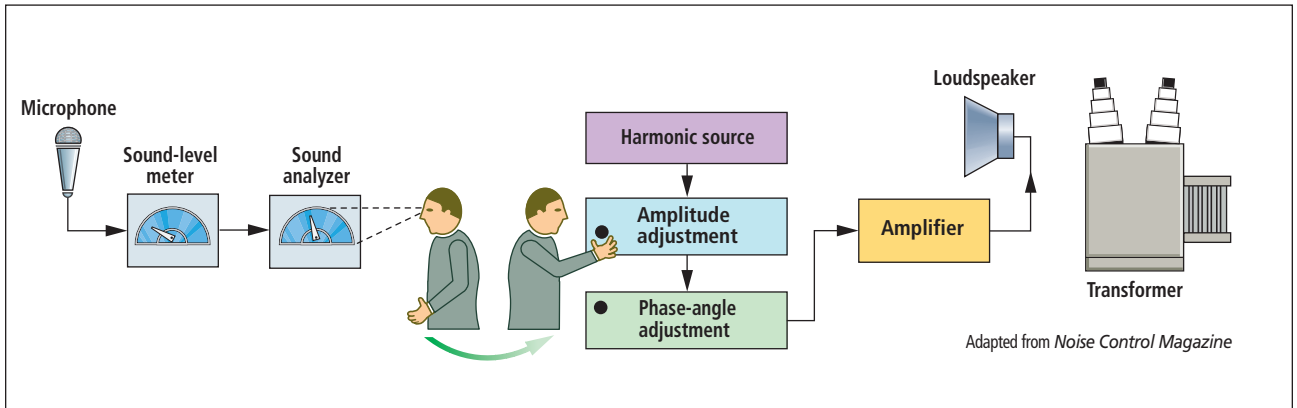 Microphone
Sound-level
meter
Sound
analyzer
Harmonic source
Amplitude
adjustment
Phase-angle
adjustment
Amplifier
Loudspeaker
Transformer
Adapted from Noise Control Magazine